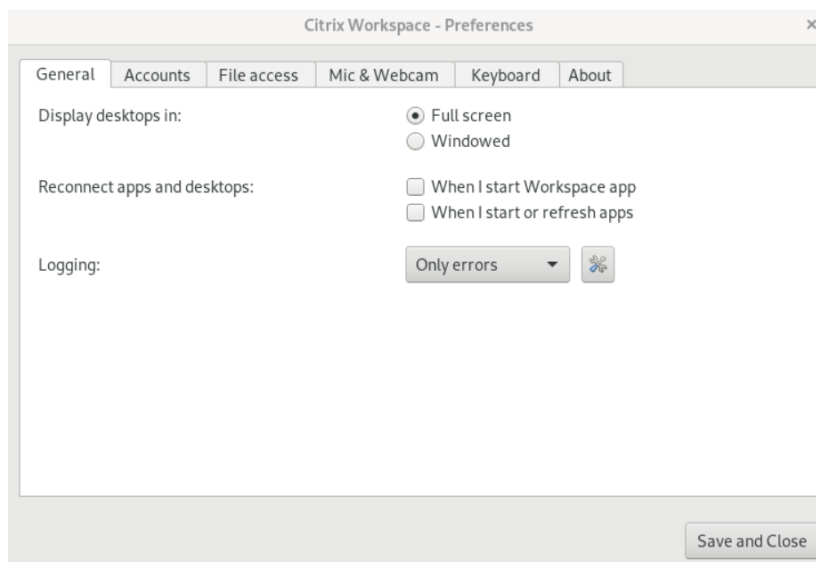 Citrix Workspace - Preferences ×
General Accounts File access Mic & Webcam Keyboard About
Display desktops in: Full screen
Windowed
Reconnect apps and desktops: When I start Workspace app
When I start or refresh apps
Logging: Only errors
Save and Close